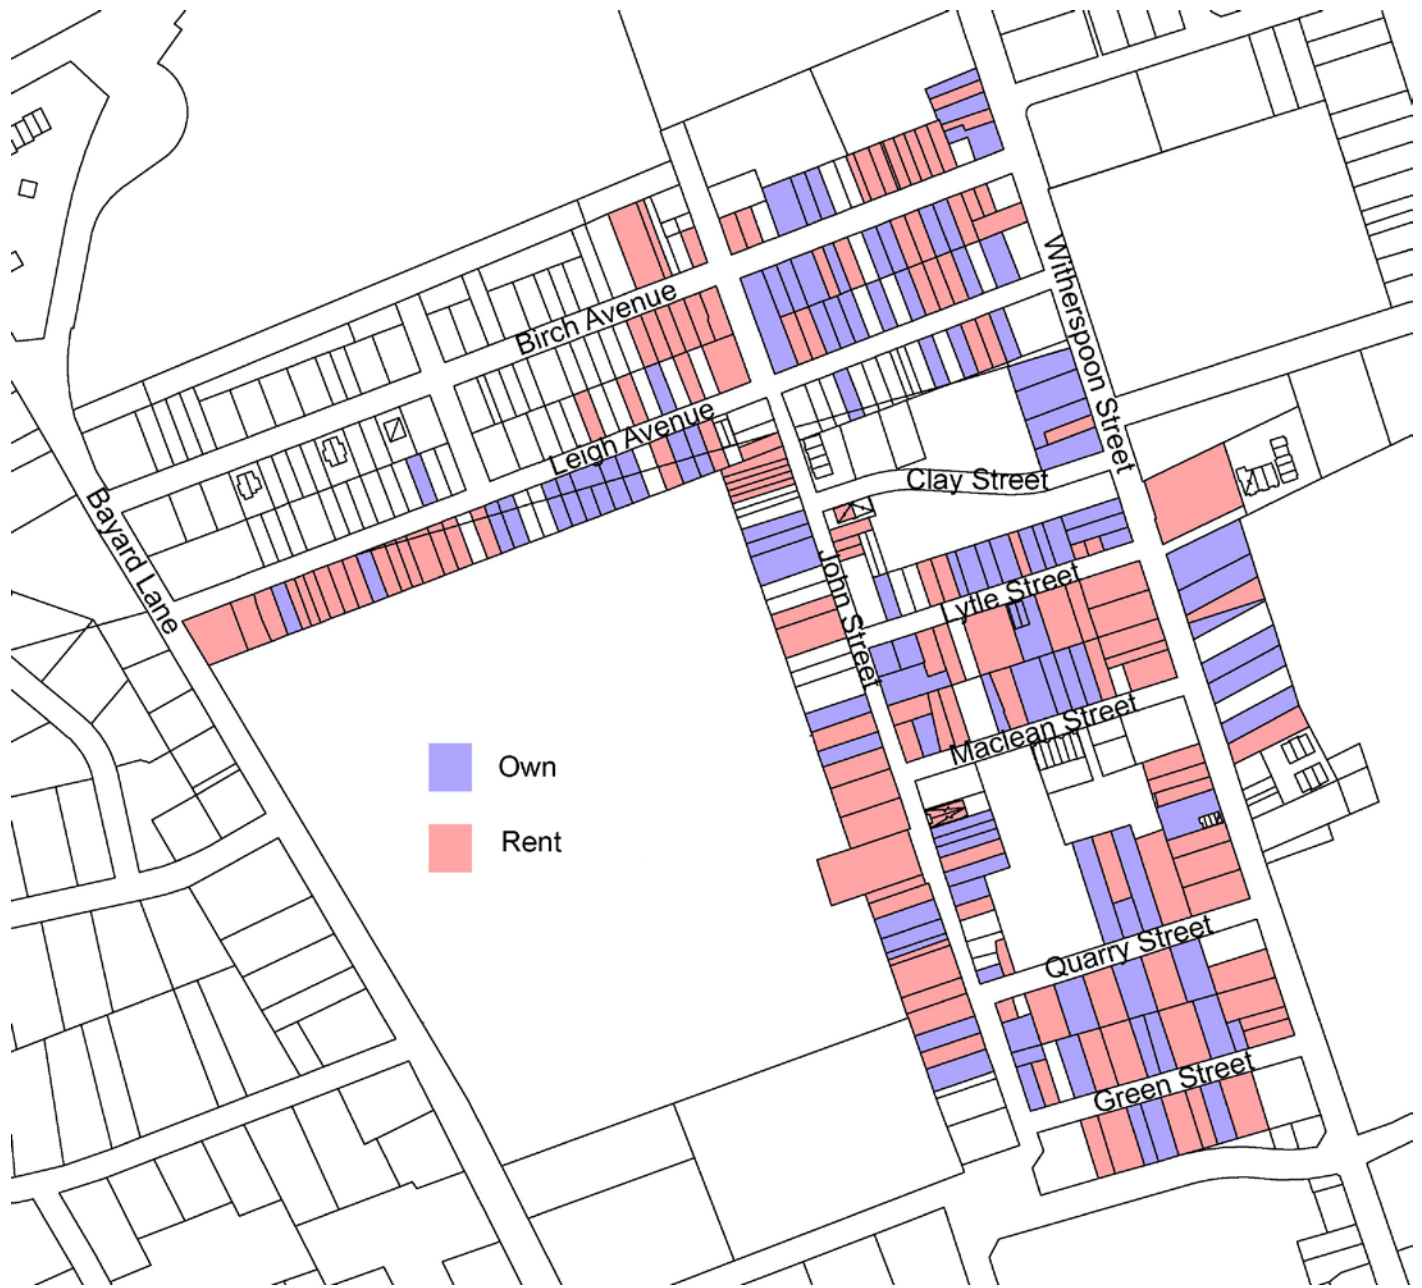 Witherspoon Street
Birch Avenue
Leigh Avenue
Clay Street
Bayard Lane
John Street
Lytle Street
Maclean Street
Own
Rent
Quarry Street
Green Street